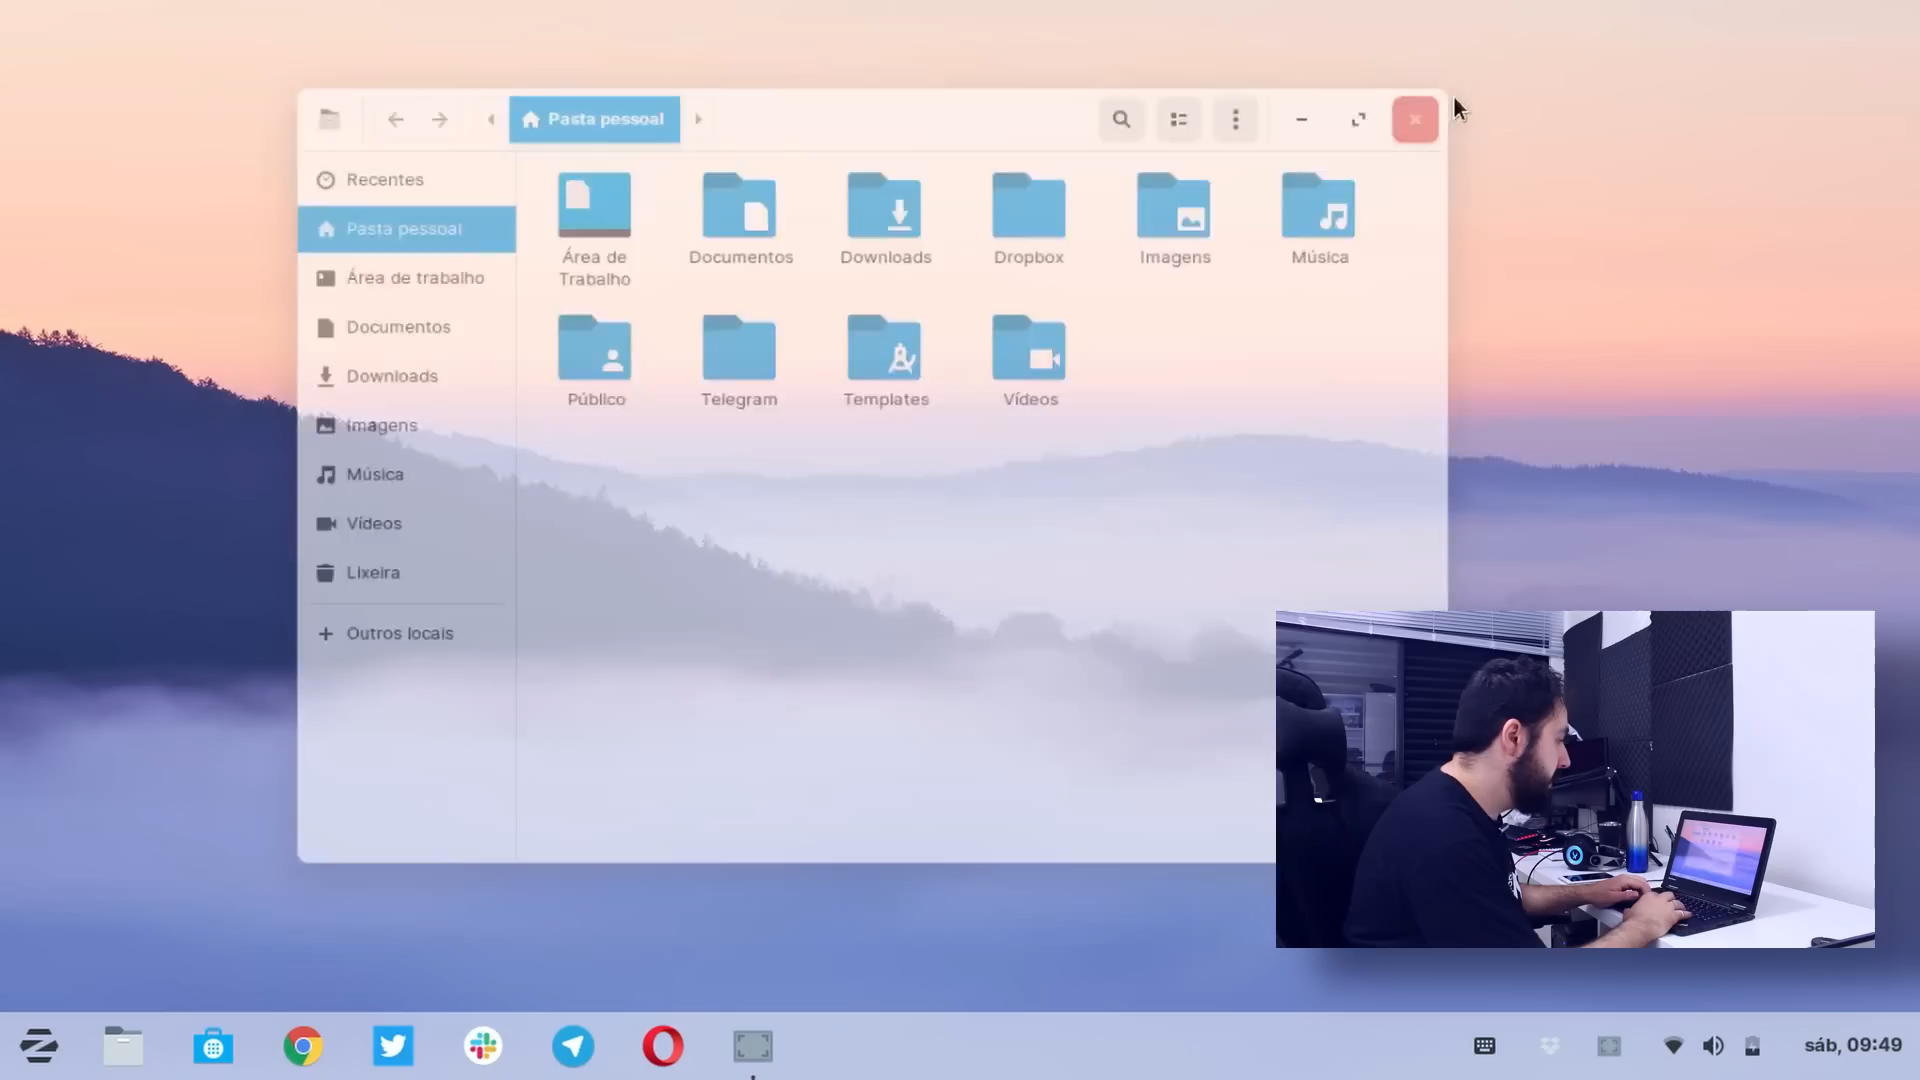 Pasta pessoal
Recentes
Pasta pessoal
Área de trabalho
Documentos
Downloads
Imagens
Música
Vídeos
Lixeira
Outros locais
Área de
Trabalho
Documentos
Downloads
Dropbox
Imagens
Música
Público
Telegram
Templates
Vídeos
sáb, 09:49